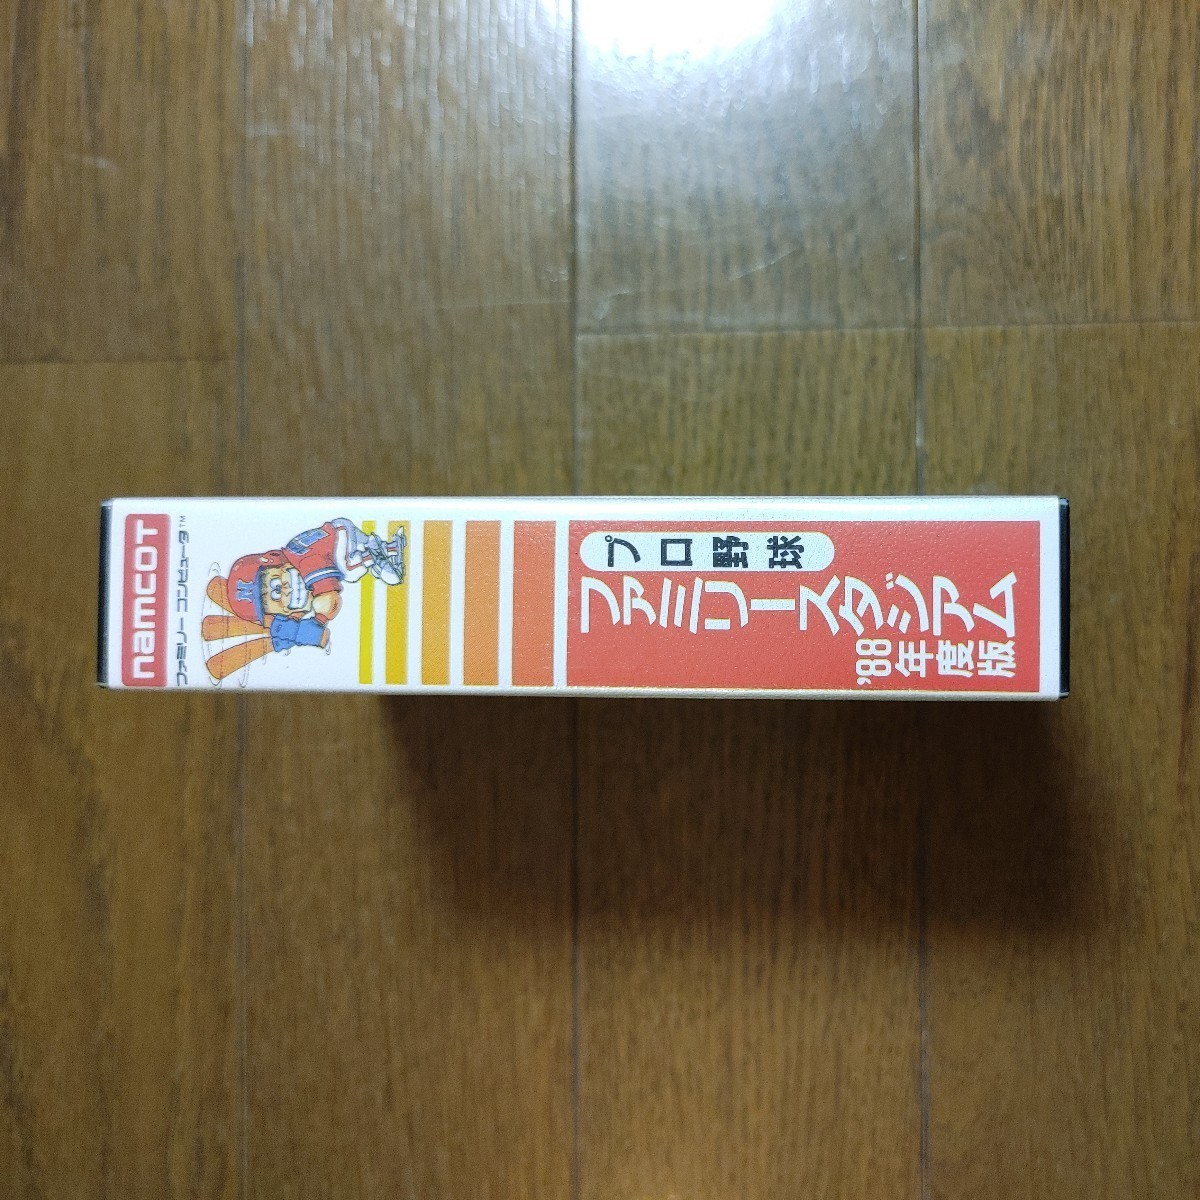 namcot
ファミリー コンピュータ™
プロ野球
ファミリースタジアム
'88年度版